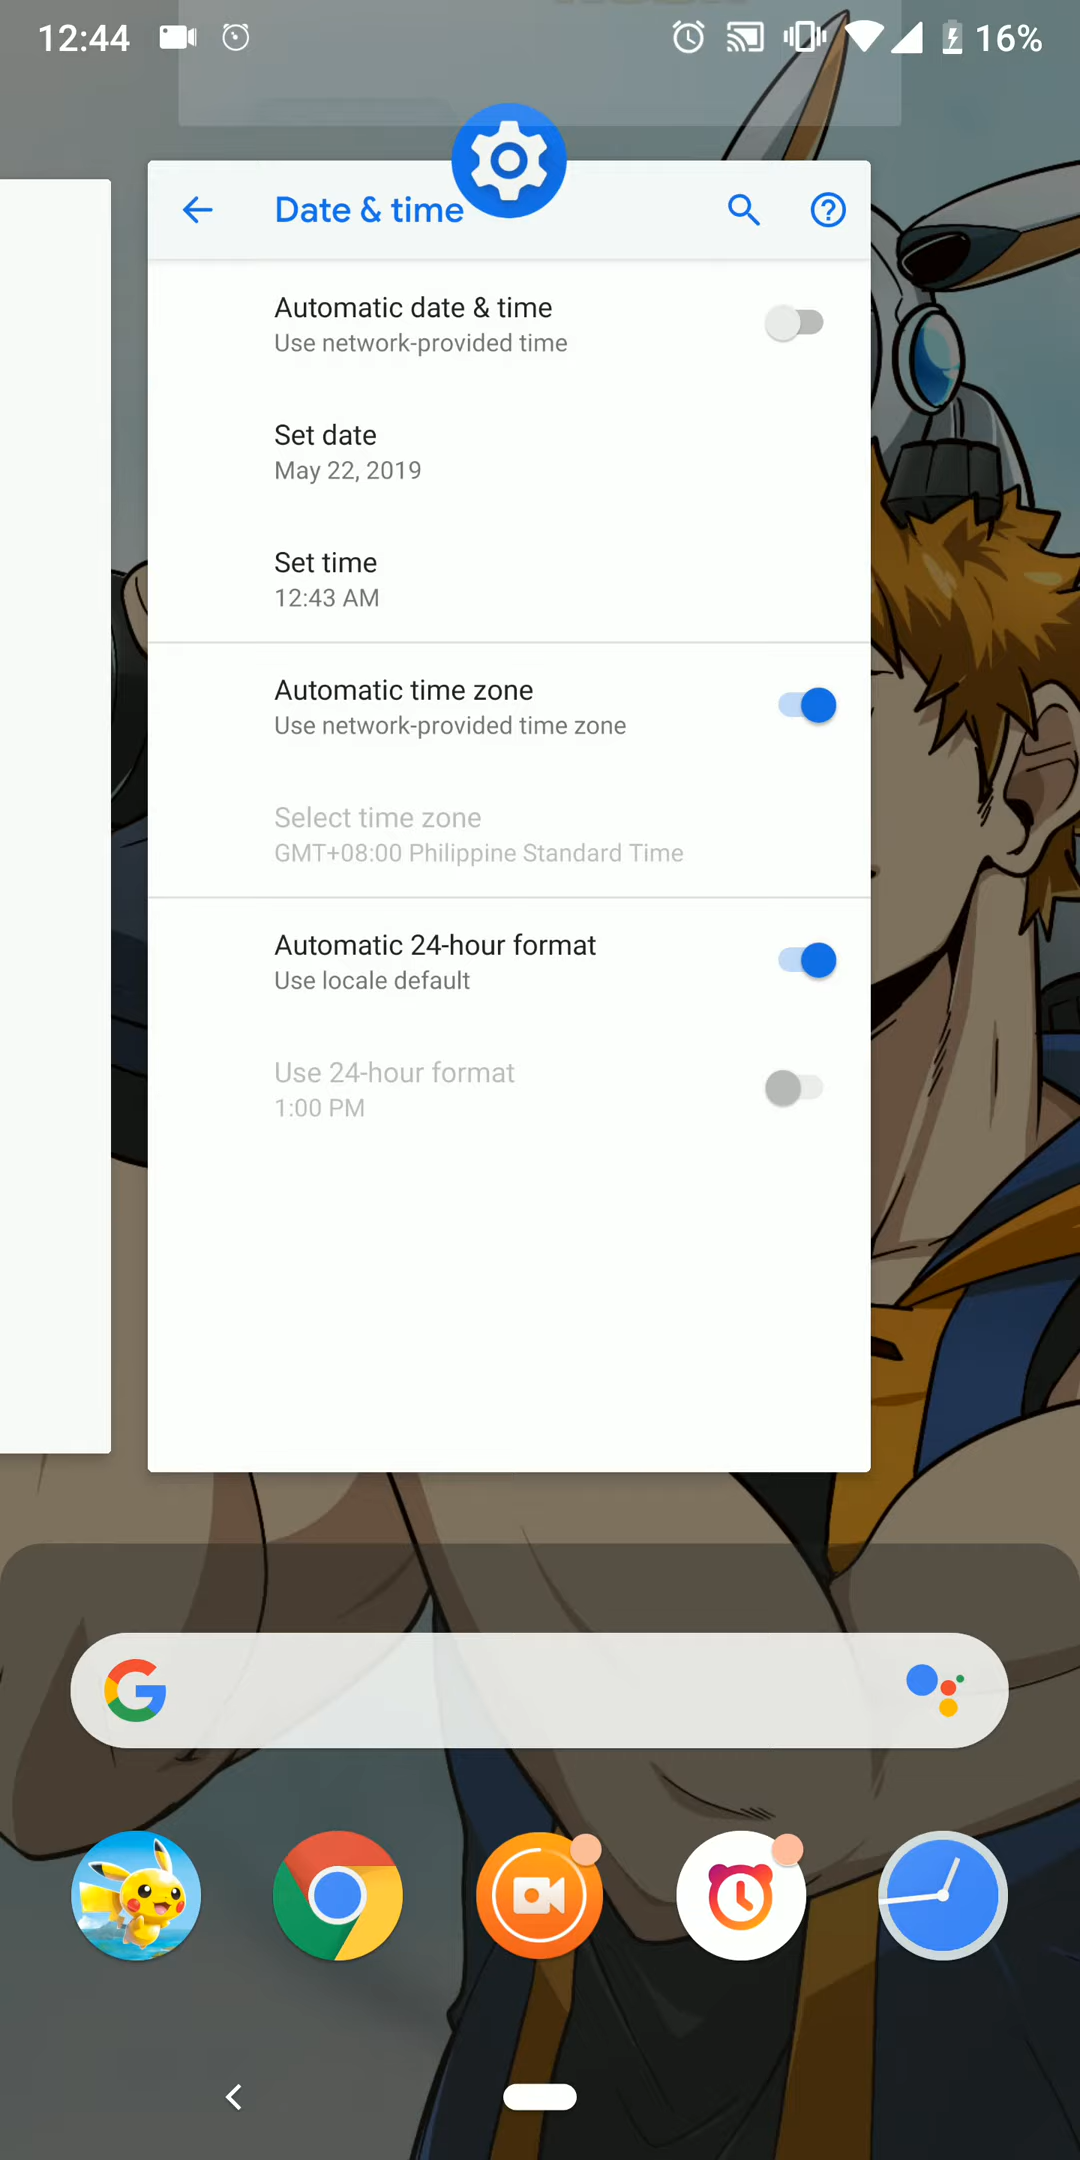 12:44
16%
Date & time
Automatic date & time
Use network-provided time
Set date
May 22, 2019
Set time
12:43 AM
Automatic time zone
Use network-provided time zone
Select time zone
GMT+08:00 Philippine Standard Time
Automatic 24-hour format
Use locale default
Use 24-hour format
1:00 PM